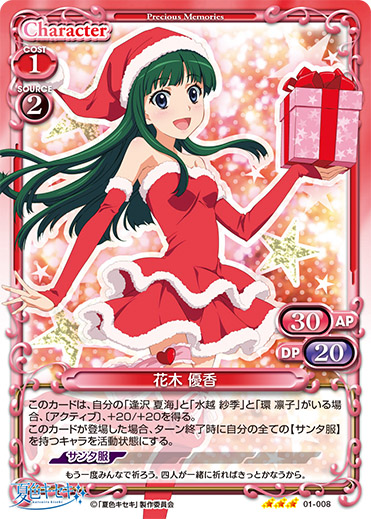 Precious Memories
Character
COST
1
SOURCE
2
30 AP
DP 20
花木 優香
このカードは、自分の「逢沢 夏海」と「水越 紗季」と「環 凛子」がいる場
合、〔アクティブ〕、+20/+20を得る。
このカードが登場した場合、ターン終了時に自分の全ての【サンタ服】
を持つキャラを活動状態にする。
サンタ服
もう一度みんなで祈ろう。四人が一緒に祈ればきっとかなうから。
夏色キセキ
©「夏色キセキ」製作委員会
01-008